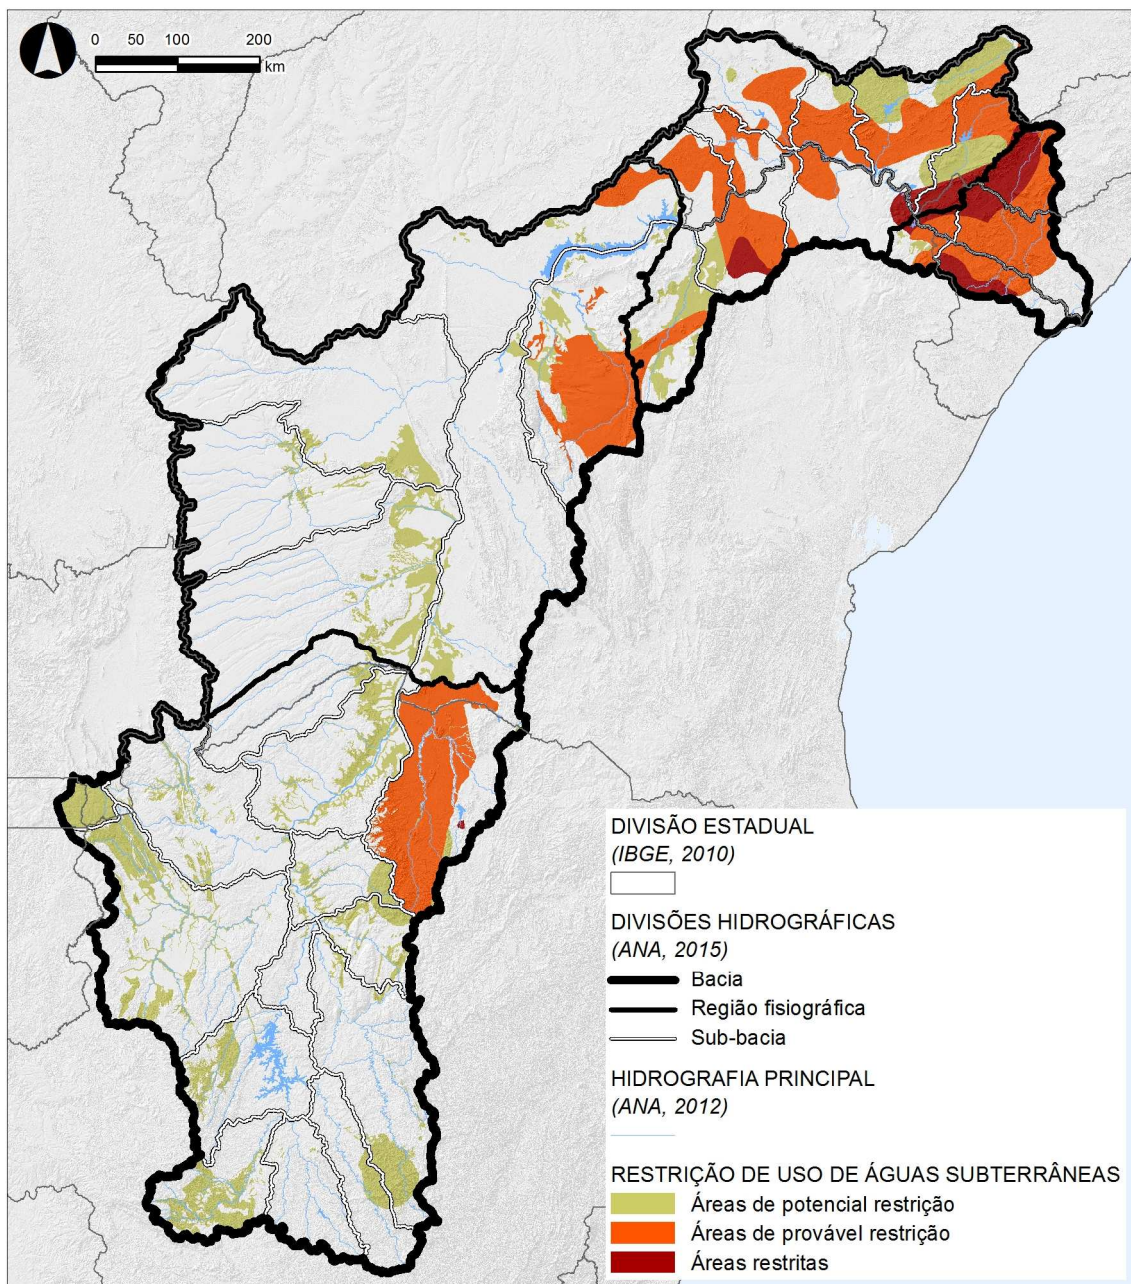 0 50 100 200
km
DIVISÃO ESTADUAL
(IBGE, 2010)
DIVISÕES HIDROGRÁFICAS
(ANA, 2015)
Bacia
Região fisiográfica
Sub-bacia
HIDROGRAFIA PRINCIPAL
(ANA, 2012)
RESTRIÇÃO DE USO DE ÁGUAS SUBTERRÂNEAS
Áreas de potencial restrição
Áreas de provável restrição
Áreas restritas